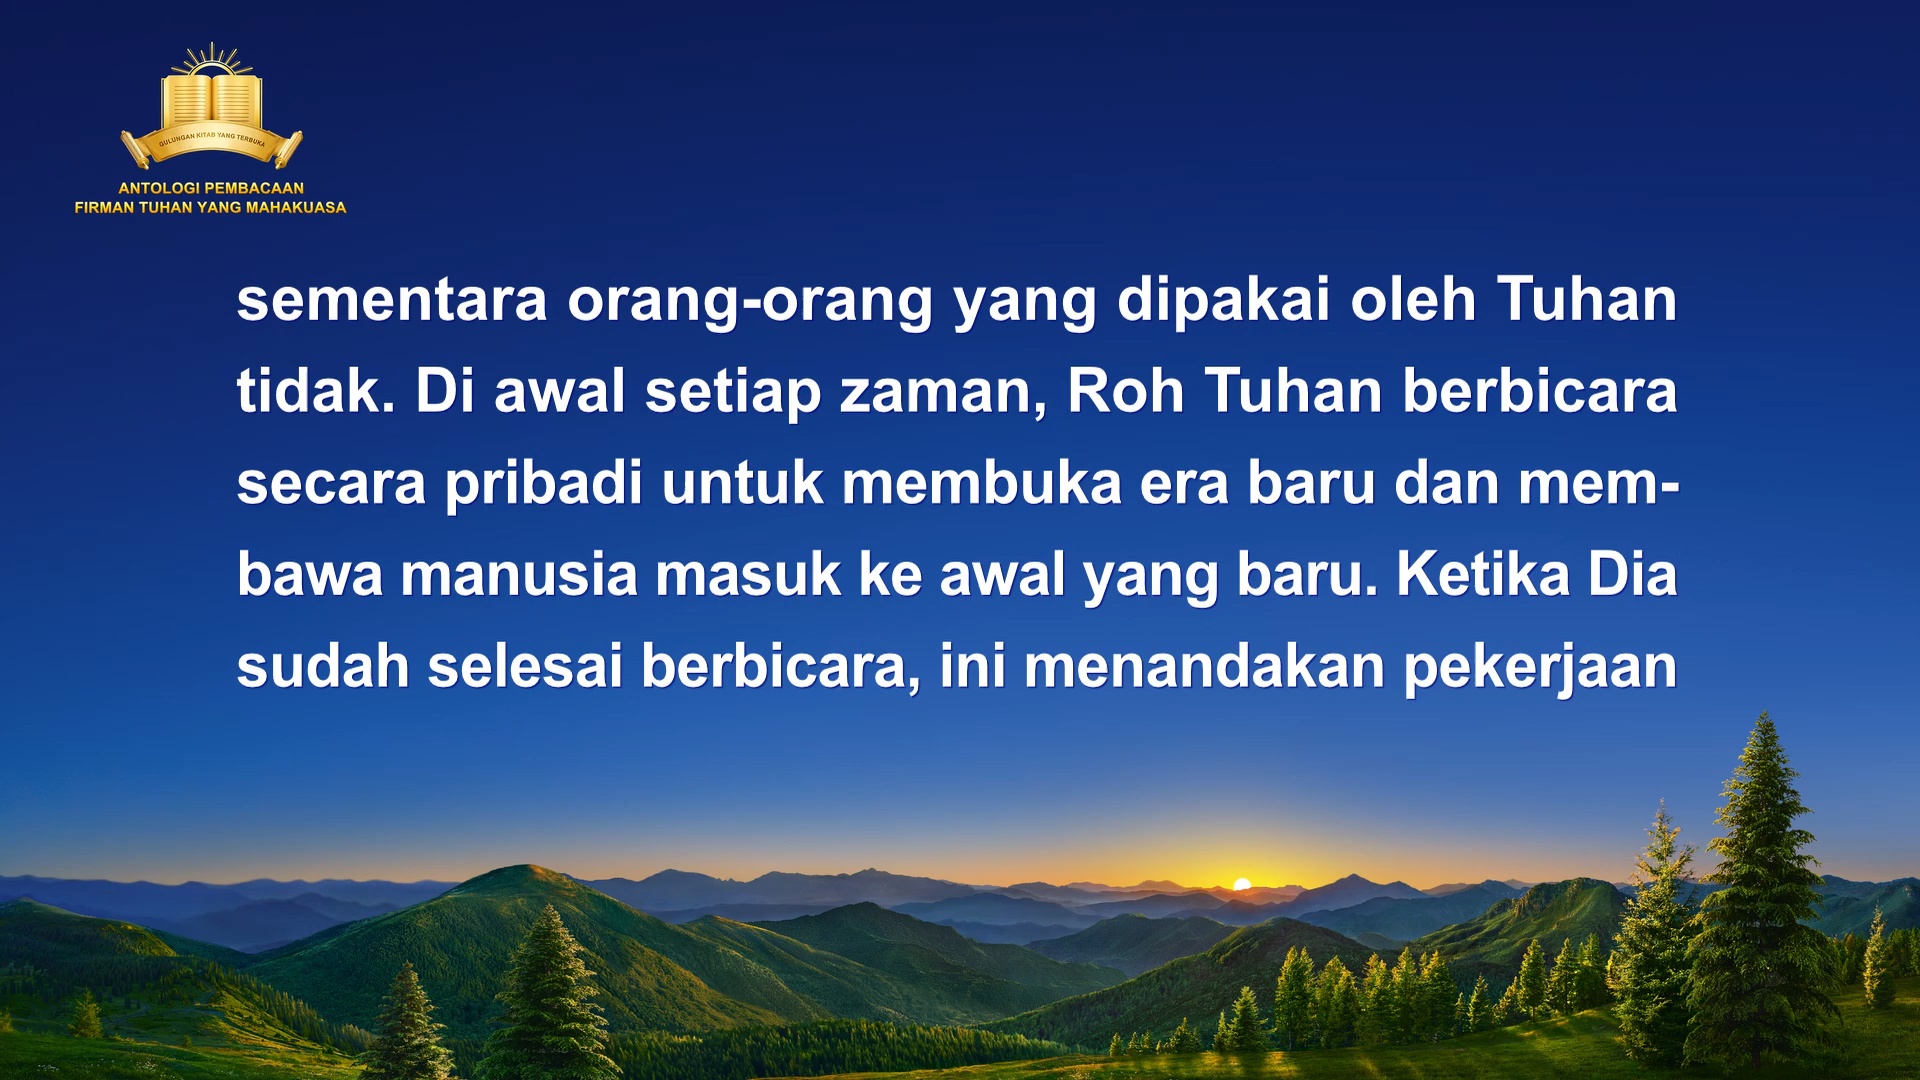 GULUNGAN KITAB YANG TERBUKA
ANTOLOGI PEMBACAAN
FIRMAN TUHAN YANG MAHAKUASA
sementara orang-orang yang dipakai oleh Tuhan
tidak. Di awal setiap zaman, Roh Tuhan berbicara
secara pribadi untuk membuka era baru dan mem-
bawa manusia masuk ke awal yang baru. Ketika Dia
sudah selesai berbicara, ini menandakan pekerjaan